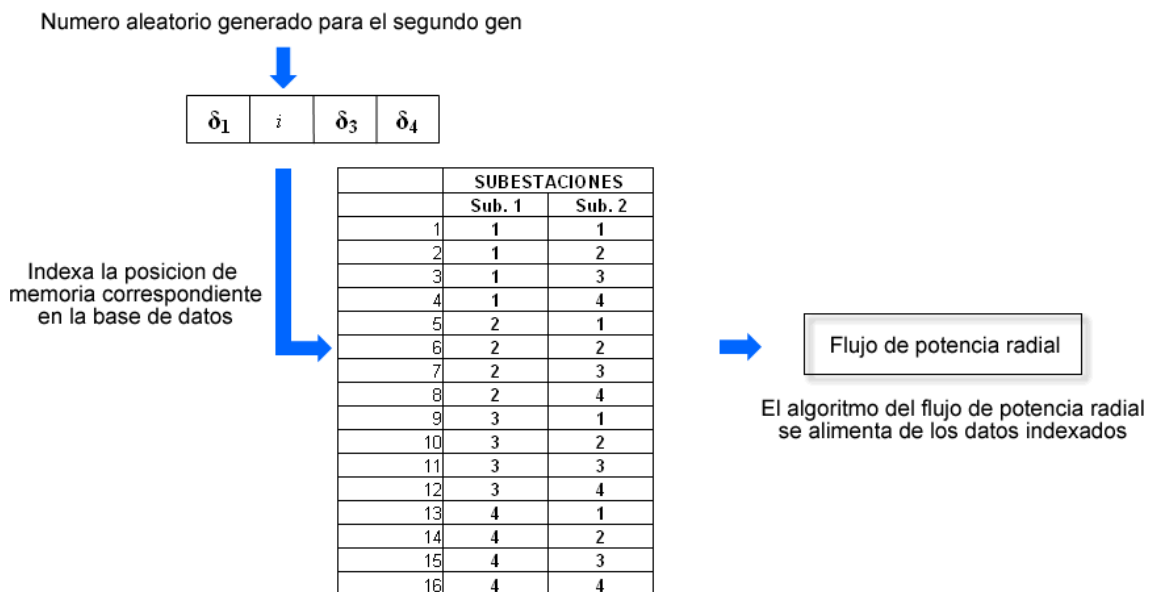 Numero aleatorio generado para el segundo gen
δ1 i δ3 δ4
SUBESTACIONES
Sub. 1 Sub. 2
1 1 1
2 1 2
3 1 3
4 1 4
5 2 1
6 2 2
7 2 3
8 2 4
9 3 1
10 3 2
11 3 3
12 3 4
13 4 1
14 4 2
15 4 3
16 4 4
Indexa la posicion de
memoria correspondiente
en la base de datos
Flujo de potencia radial
El algoritmo del flujo de potencia radial
se alimenta de los datos indexados